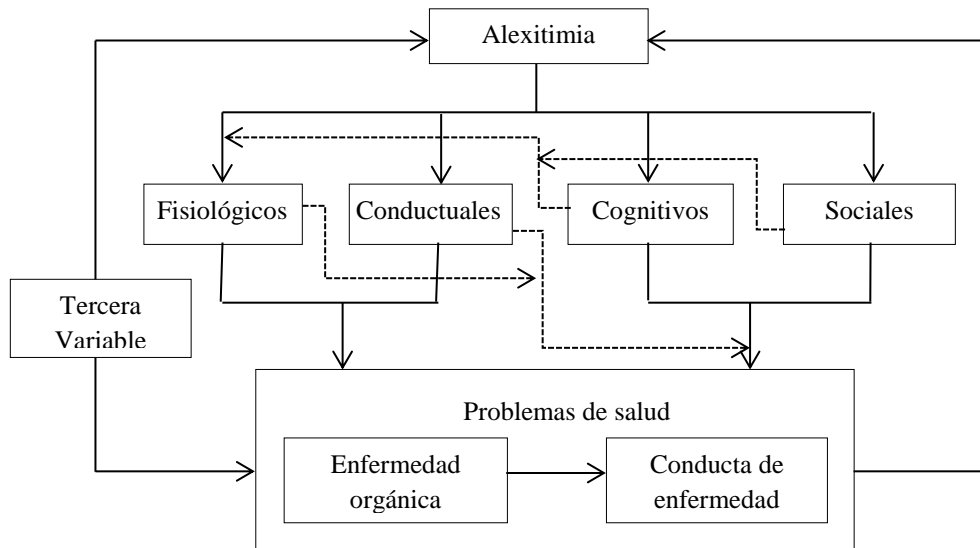 Alexitimia
Fisiológicos
Conductuales
Cognitivos
Sociales
Tercera
Variable
Problemas de salud
Enfermedad
orgánica
Conducta de
enfermedad